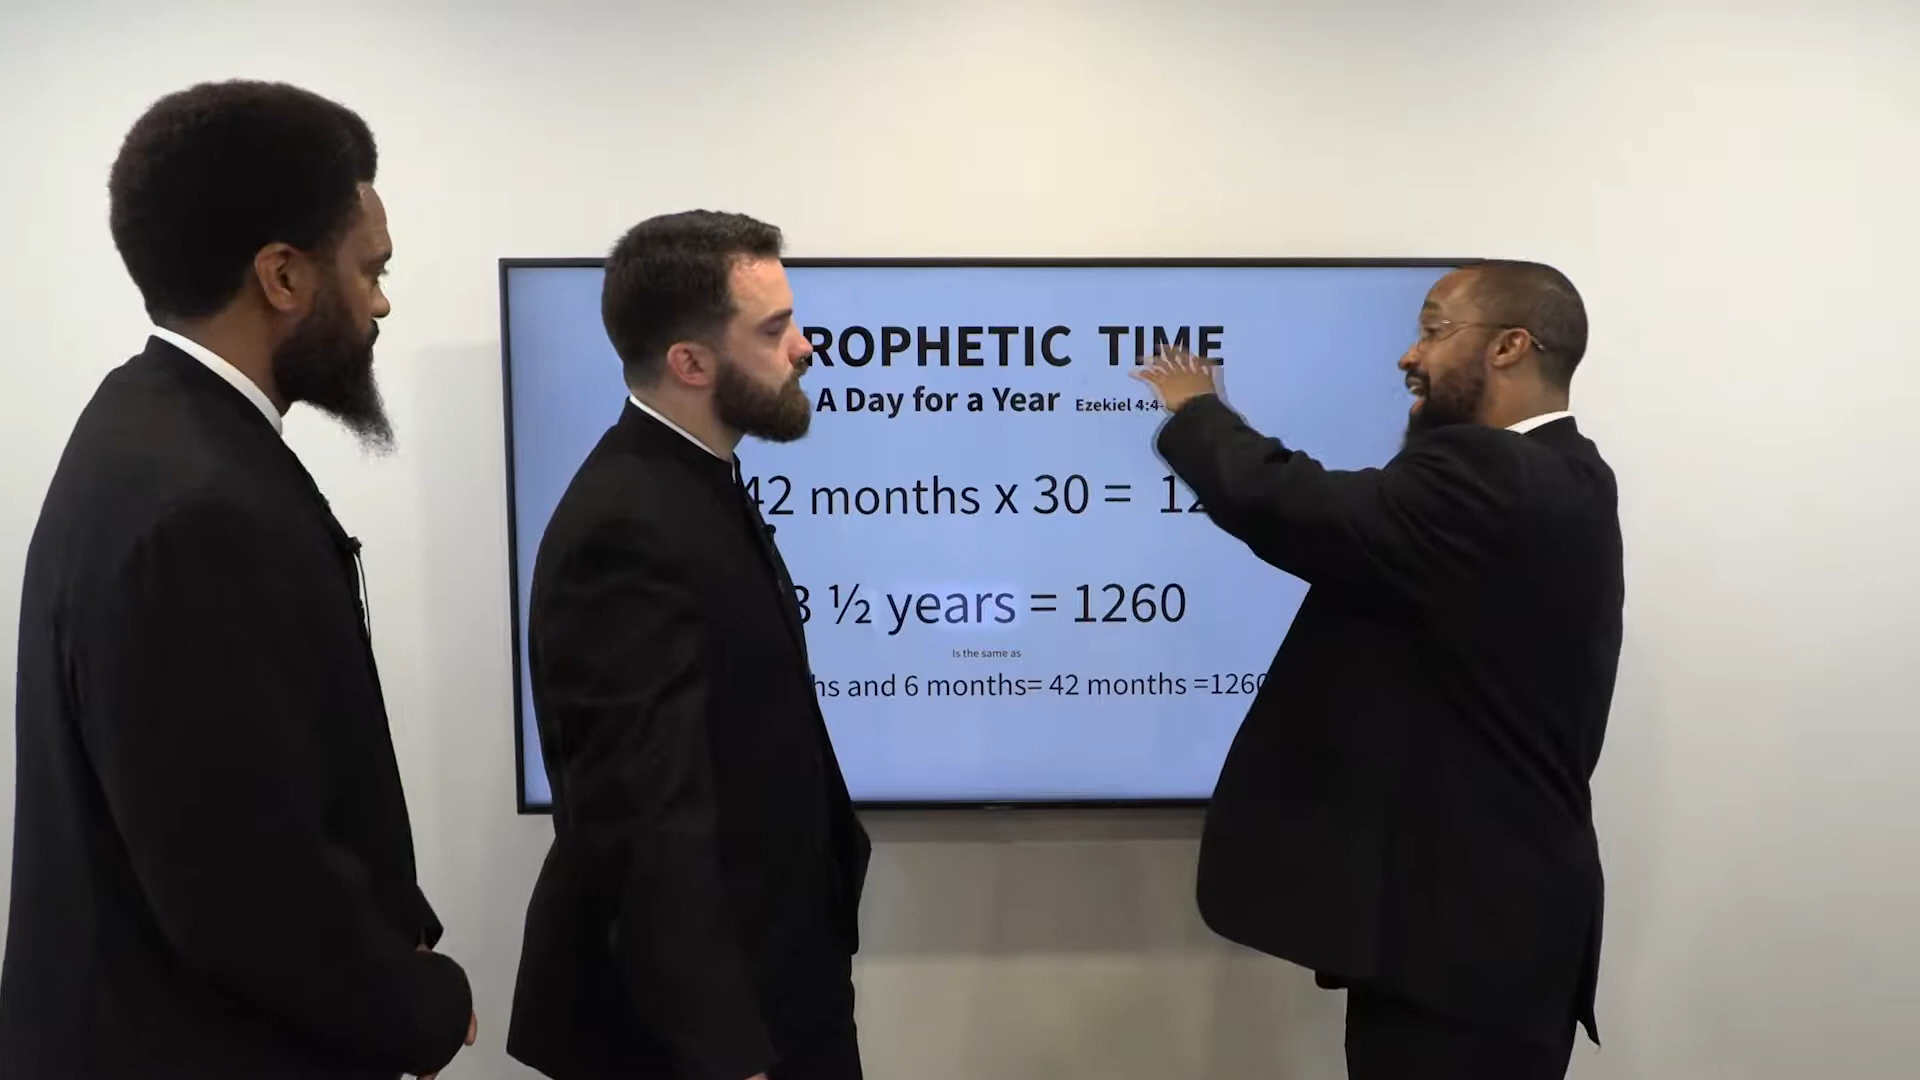 ROPHETIC TIME
A Day for a Year Ezekiel 4:4-
42 months x 30 = 12
3 ½ years = 1260
Is the same as
hs and 6 months= 42 months =1260